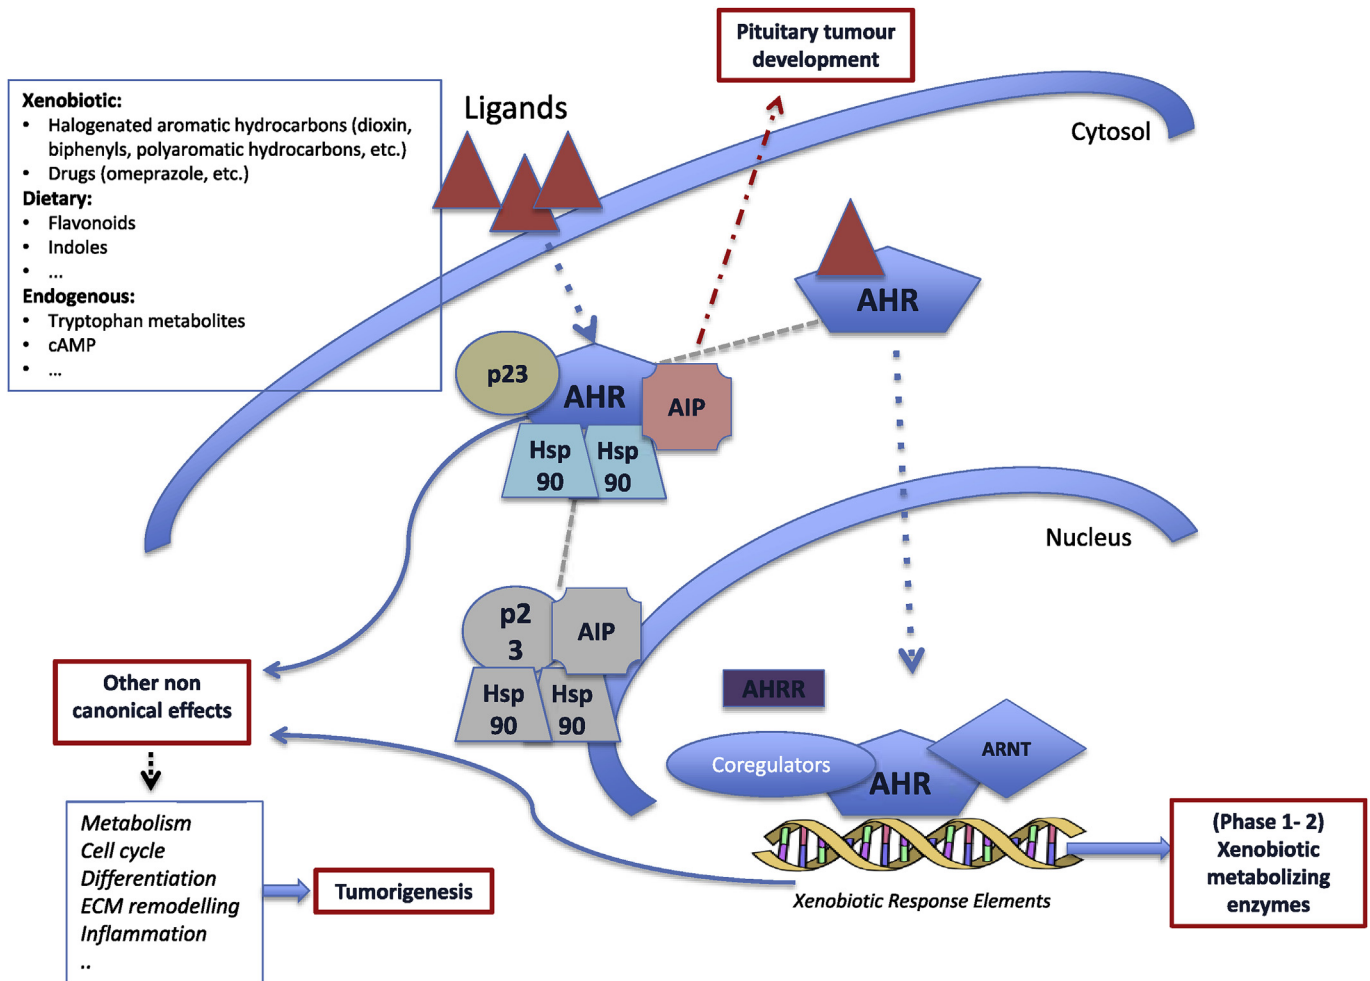 Pituitary tumour
development
Xenobiotic:
• Halogenated aromatic hydrocarbons (dioxin,
biphenyls, polyaromatic hydrocarbons, etc.)
• Drugs (omeprazole, etc.)
Dietary:
• Flavonoids
• Indoles
• ...
Endogenous:
• Tryptophan metabolites
• cAMP
• ...
Ligands
Cytosol
AHR
p23
AHR
AIP
Hsp
90
Hsp
90
Nucleus
p2
3
AIP
Hsp
90
Hsp
90
Other non
canonical effects
AHRR
Coregulators
AHR
ARNT
Metabolism
Cell cycle
Differentiation
ECM remodelling
Inflammation
..
Tumorigenesis
Xenobiotic Response Elements
(Phase 1- 2)
Xenobiotic
metabolizing
enzymes